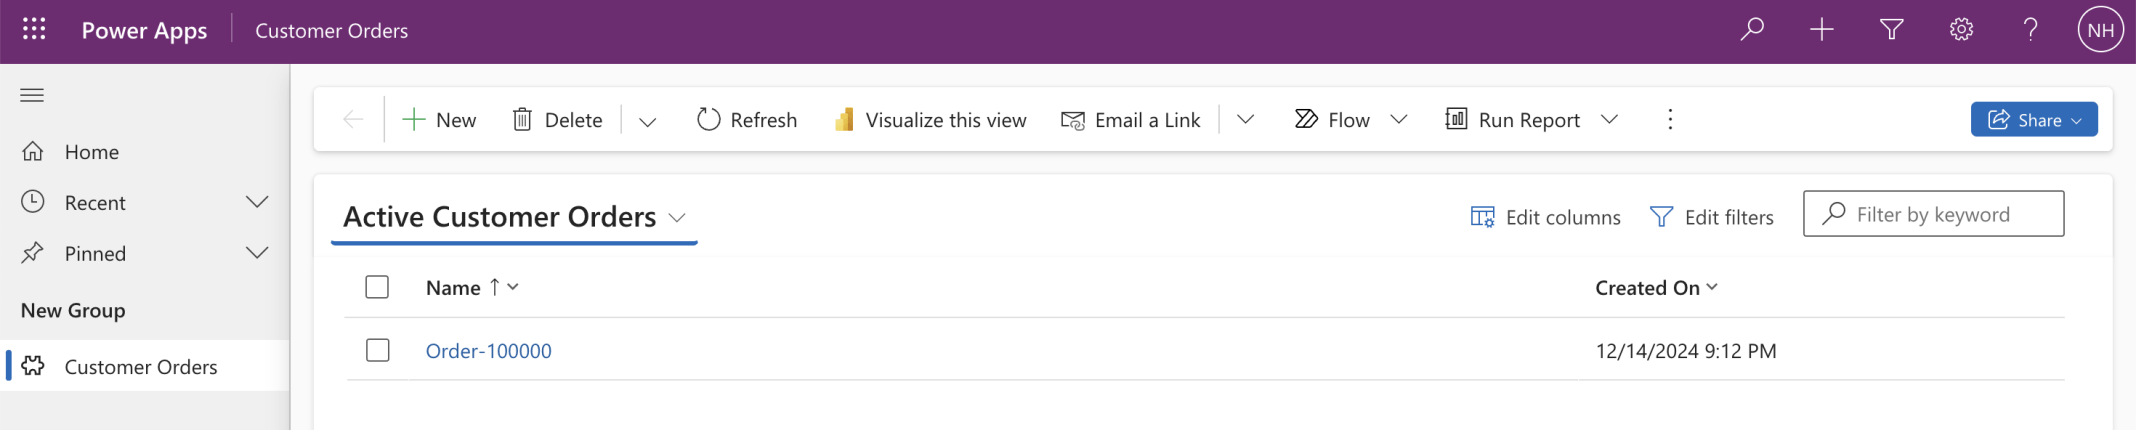 Power Apps Customer Orders NH
New Delete Refresh Visualize this view Email a Link Flow Run Report Share
Home
Recent
Pinned
New Group
Customer Orders
Active Customer Orders Edit columns Edit filters Filter by keyword
Name Created On
Order-100000 12/14/2024 9:12 PM